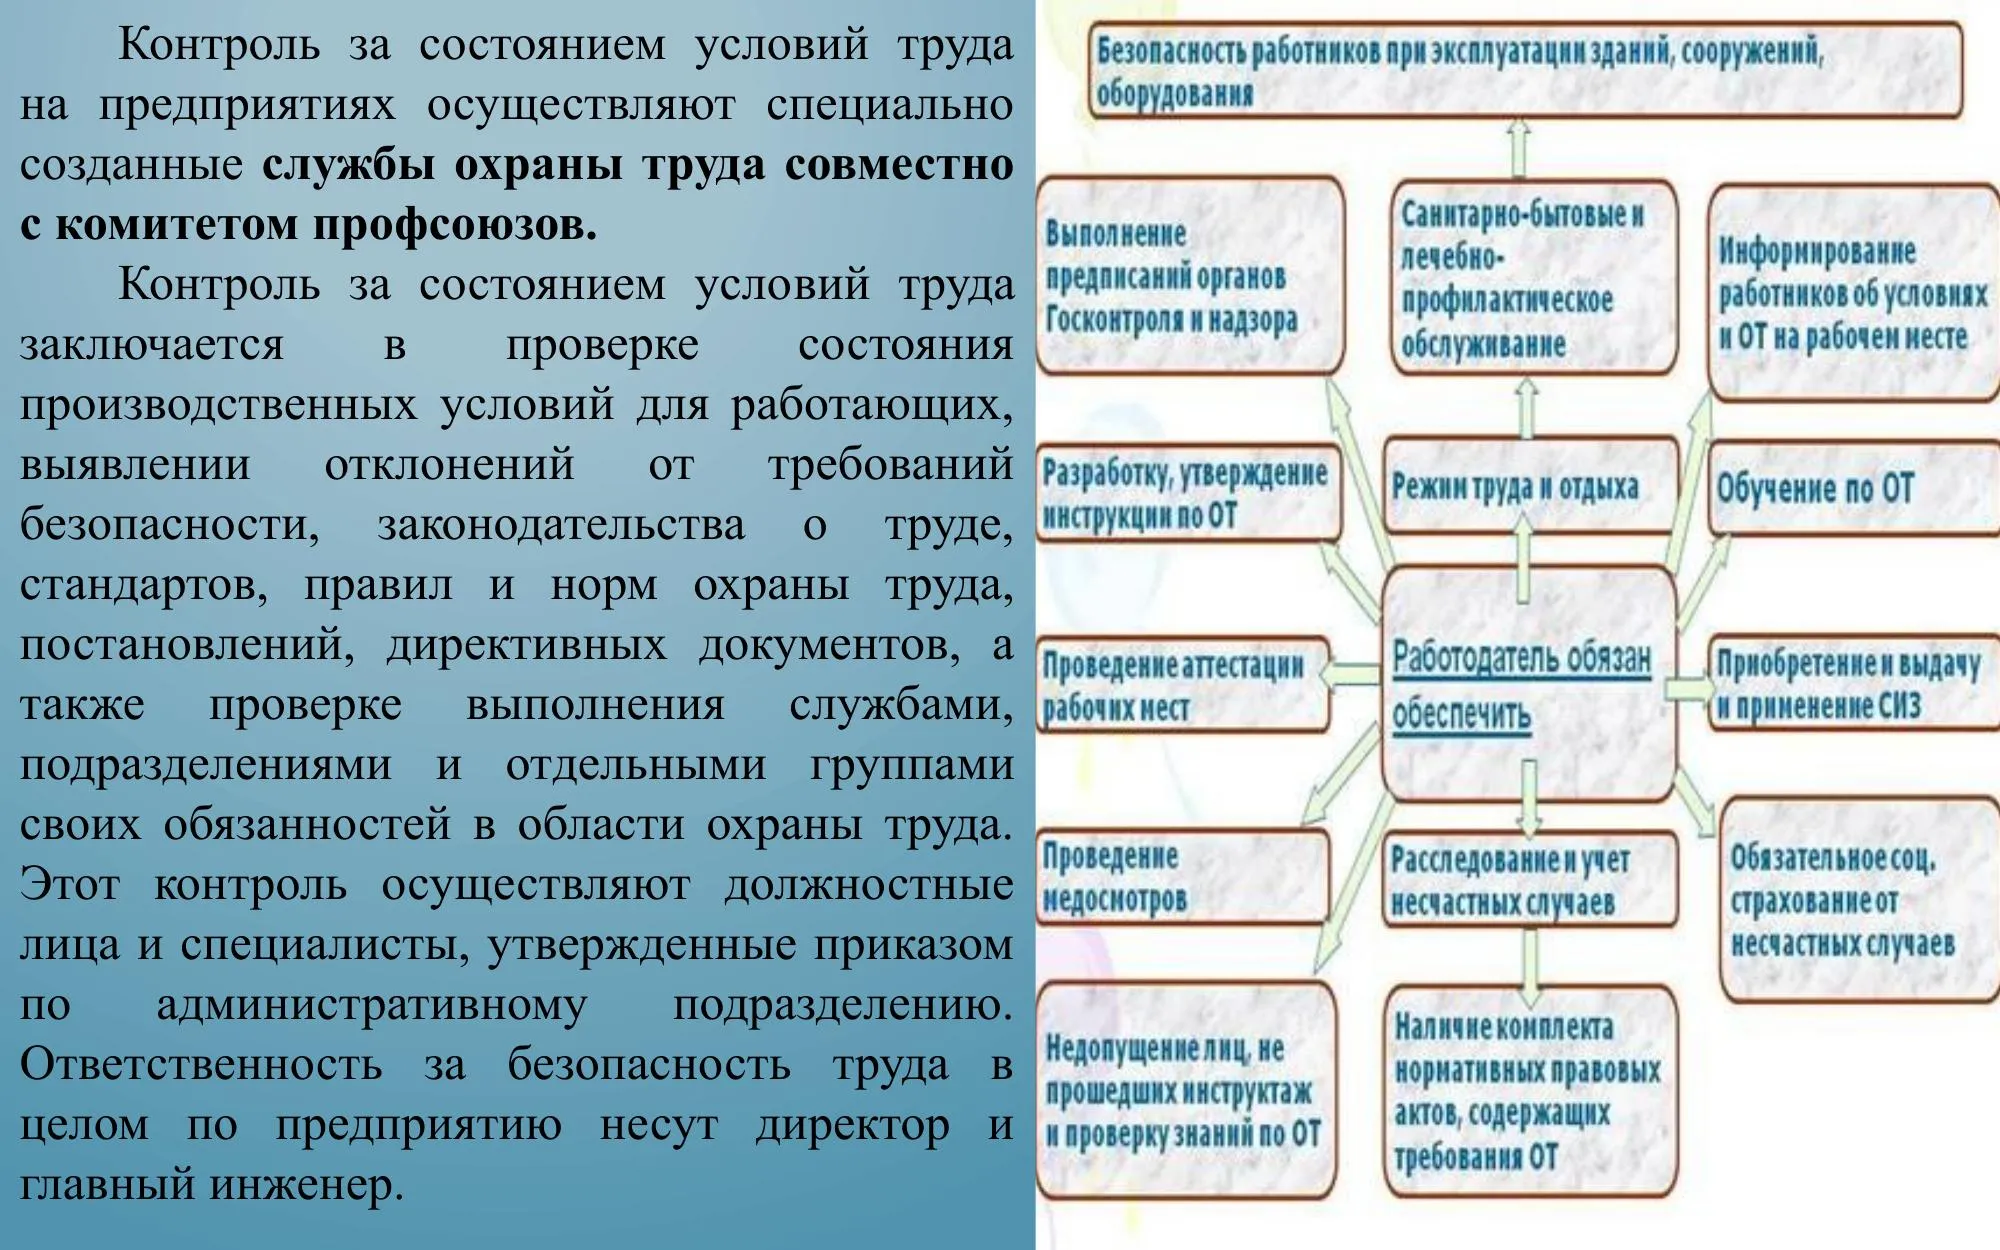 Контроль за состоянием условий труда
на предприятиях осуществляют специально
созданные службы охраны труда совместно
с комитетом профсоюзов.
Контроль за состоянием условий труда
заключается в проверке состояния
производственных условий для работающих,
выявлении отклонений от требований
безопасности, законодательства о труде,
стандартов, правил и норм охраны труда,
постановлений, директивных документов, а
также проверке выполнения службами,
подразделениями и отдельными группами
своих обязанностей в области охраны труда.
Этот контроль осуществляют должностные
лица и специалисты, утвержденные приказом
по административному подразделению.
Ответственность за безопасность труда в
целом по предприятию несут директор и
главный инженер.
Безопасность работников при эксплуатации зданий, сооружений,
оборудования
Выполнение
предписаний органов
Госконтроля и надзора
Санитарно-бытовые и
лечебно-
профилактическое
обслуживание
Информирование
работников об условиях
и ОТ на рабочем месте
Разработку, утверждение
инструкции по ОТ
Режим труда и отдыха
Обучение по ОТ
Проведение аттестации
рабочих мест
Работодатель обязан
обеспечить
Приобретение и выдачу
и применение СИЗ
Проведение
медосмотров
Расследование и учет
несчастных случаев
Обязательное соц.
страхование от
несчастных случаев
Недопущение лиц, не
прошедших инструктаж
и проверку знаний по ОТ
Наличие комплекта
нормативных правовых
актов, содержащих
требования ОТ